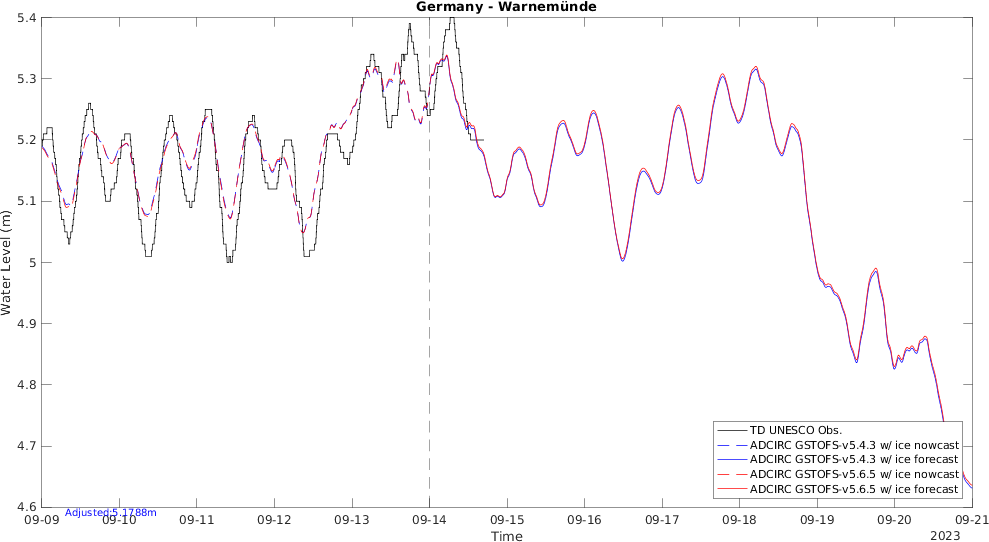 Germany - Warnemünde
5.4
5.3
5.2
5.1
5
4.9
4.8
4.7
4.6
Water Level (m)
TD UNESCO Obs.
ADCIRC GSTOFS-v5.4.3 w/ ice nowcast
ADCIRC GSTOFS-v5.4.3 w/ ice forecast
ADCIRC GSTOFS-v5.6.5 w/ ice nowcast
ADCIRC GSTOFS-v5.6.5 w/ ice forecast
Adjusted:5.1788m
09-09 09-10 09-11 09-12 09-13 09-14 09-15 09-16 09-17 09-18 09-19 09-20 09-21
Time
2023